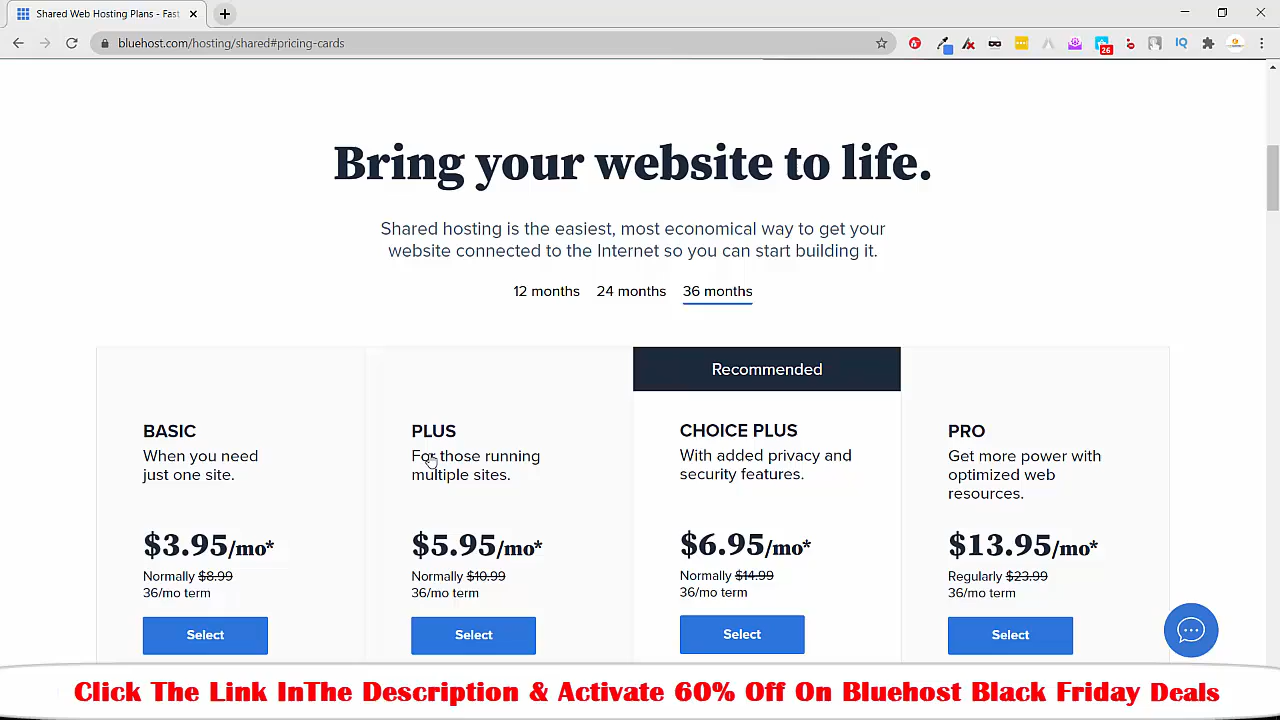 Shared Web Hosting Plans - Fast
bluehost.com/hosting/shared#pricing-cards
26
IQ
Bring your website to life.
Shared hosting is the easiest, most economical way to get your
website connected to the Internet so you can start building it.
12 months 24 months 36 months
Recommended
BASIC
When you need
just one site.
$3.95/mo*
Normally $8.99
36/mo term
Select
PLUS
For those running
multiple sites.
$5.95/mo*
Normally $10.99
36/mo term
Select
CHOICE PLUS
With added privacy and
security features.
$6.95/mo*
Normally $14.99
36/mo term
Select
PRO
Get more power with
optimized web
resources.
$13.95/mo*
Regularly $23.99
36/mo term
Select
Click The Link InThe Description & Activate 60% Off On Bluehost Black Friday Deals